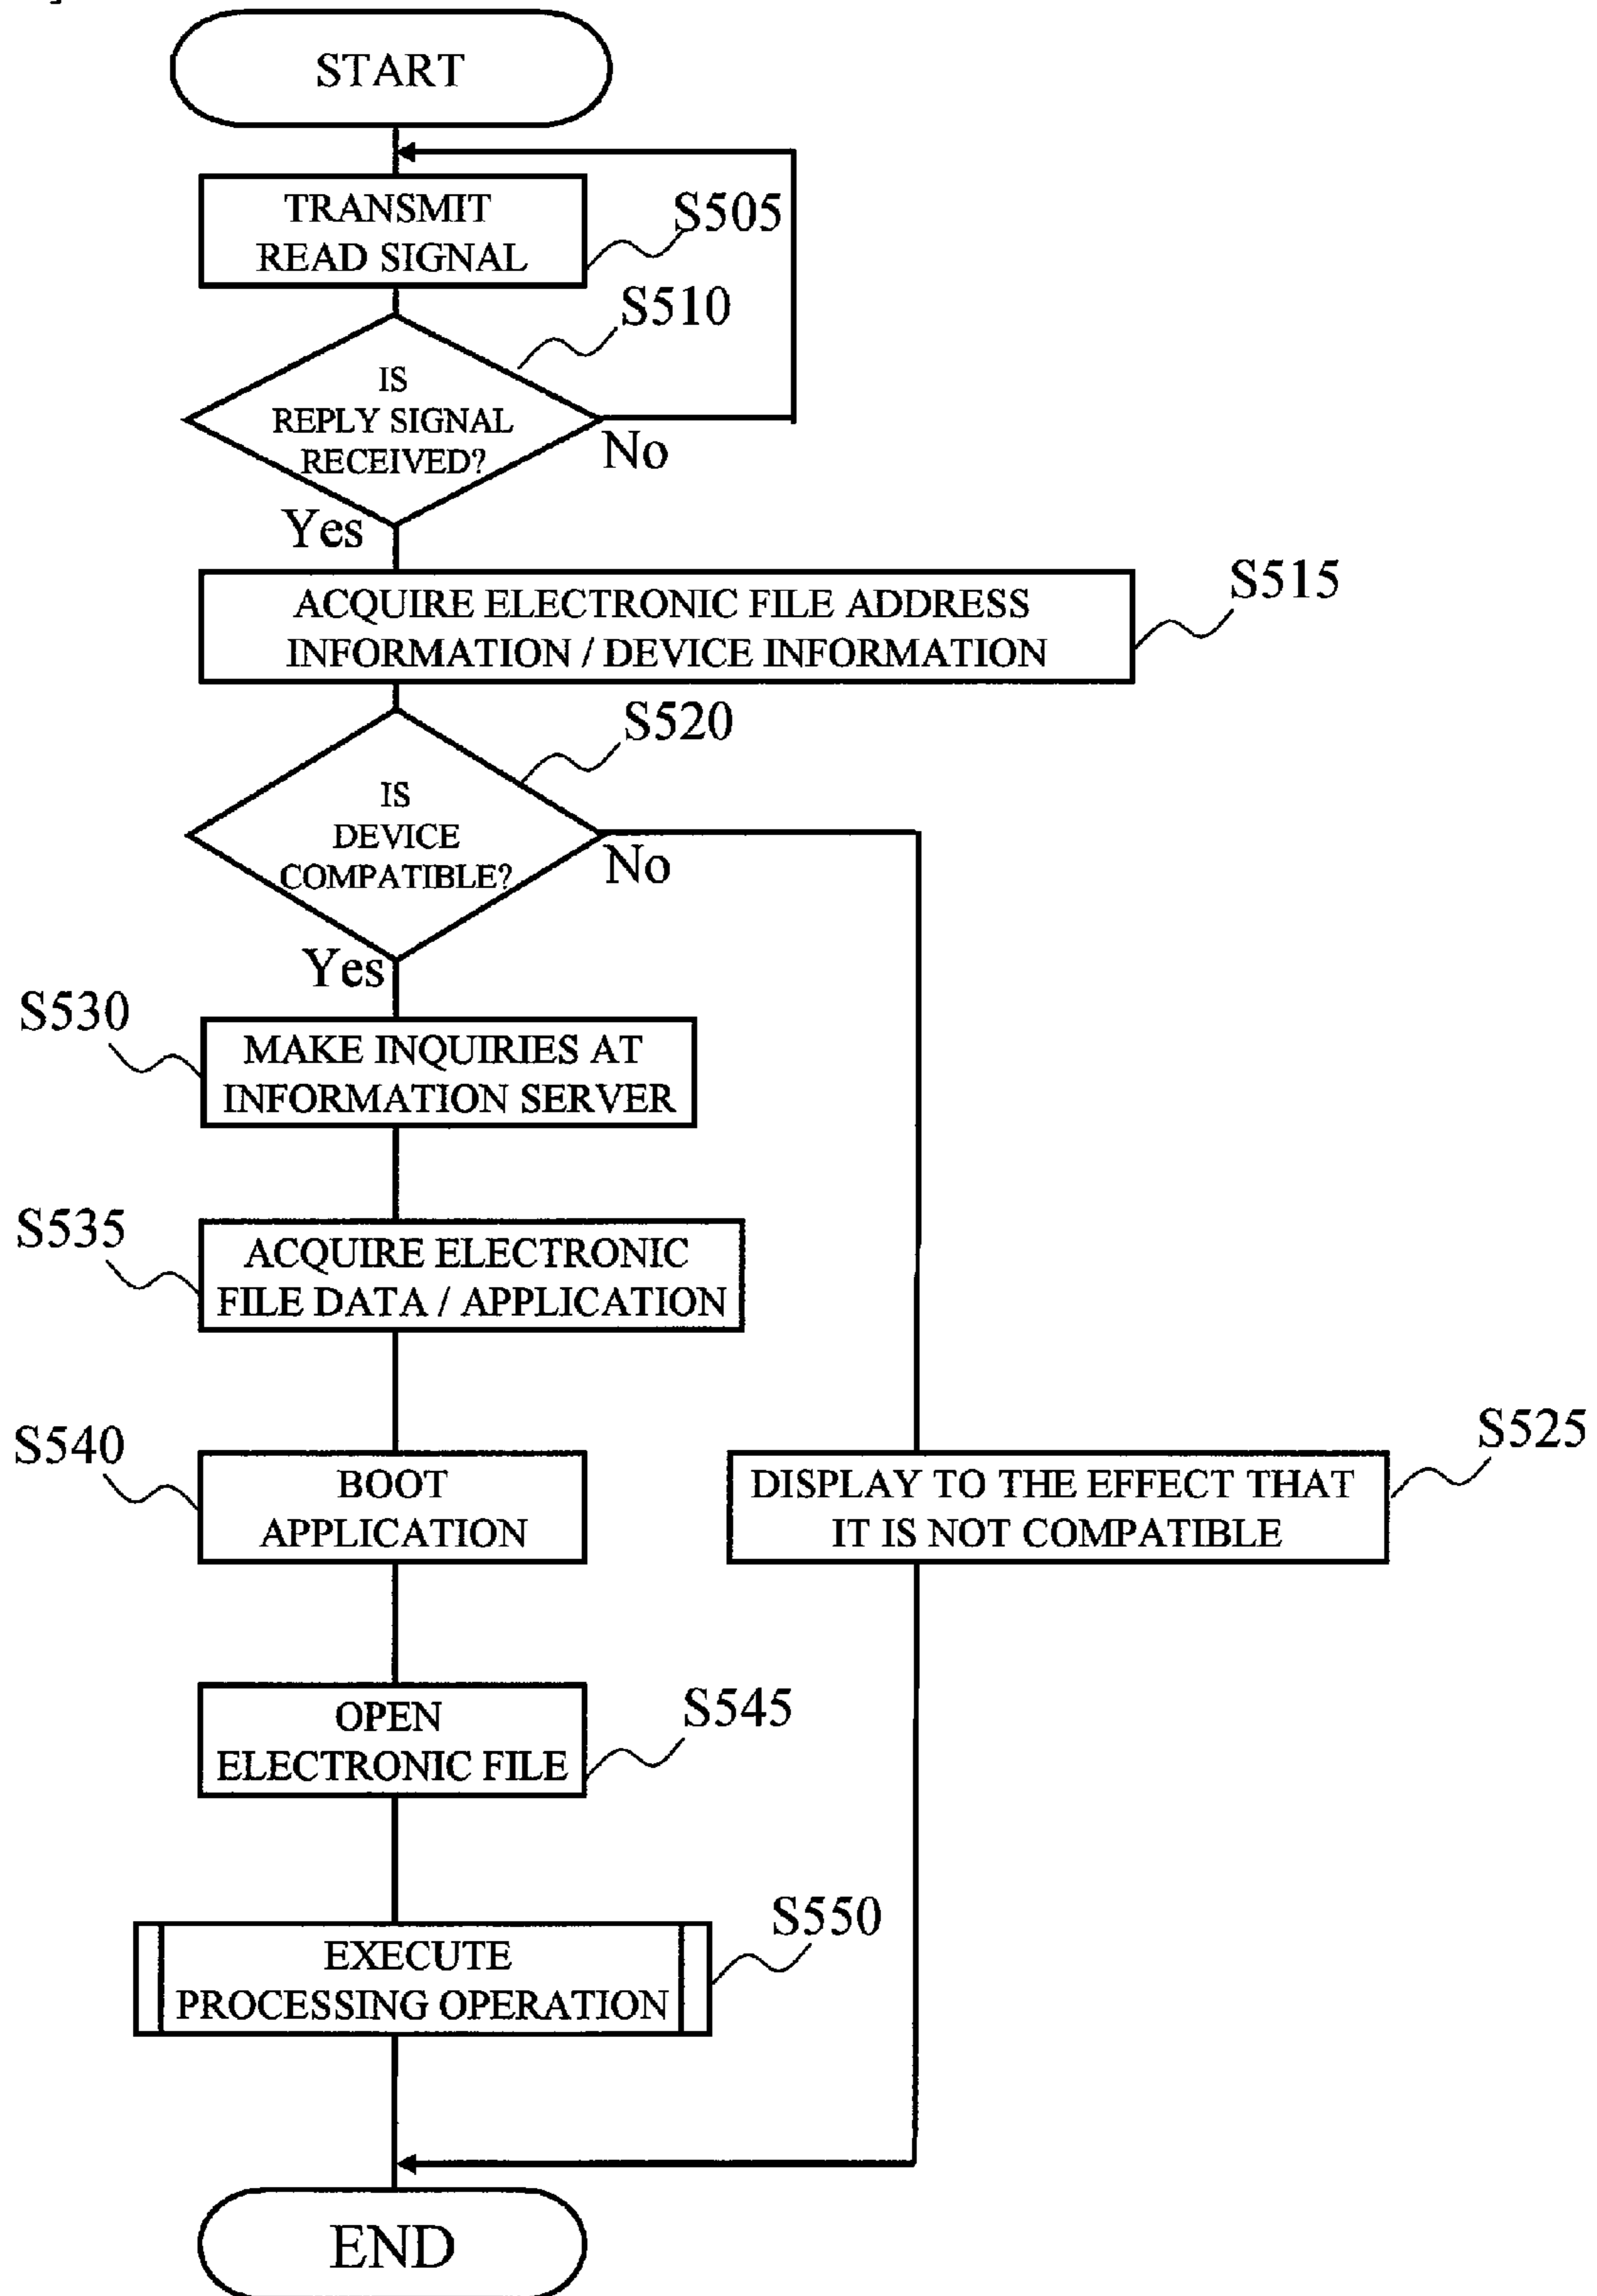 START
TRANSMIT
READ SIGNAL
S505
S510
IS
REPLY SIGNAL
RECEIVED?
No
Yes
ACQUIRE ELECTRONIC FILE ADDRESS
INFORMATION / DEVICE INFORMATION
S515
S520
IS
DEVICE
COMPATIBLE?
No
Yes
S530
MAKE INQUIRIES AT
INFORMATION SERVER
S535
ACQUIRE ELECTRONIC
FILE DATA / APPLICATION
S540
BOOT
APPLICATION
S525
DISPLAY TO THE EFFECT THAT
IT IS NOT COMPATIBLE
OPEN
ELECTRONIC FILE
S545
EXECUTE
PROCESSING OPERATION
S550
END